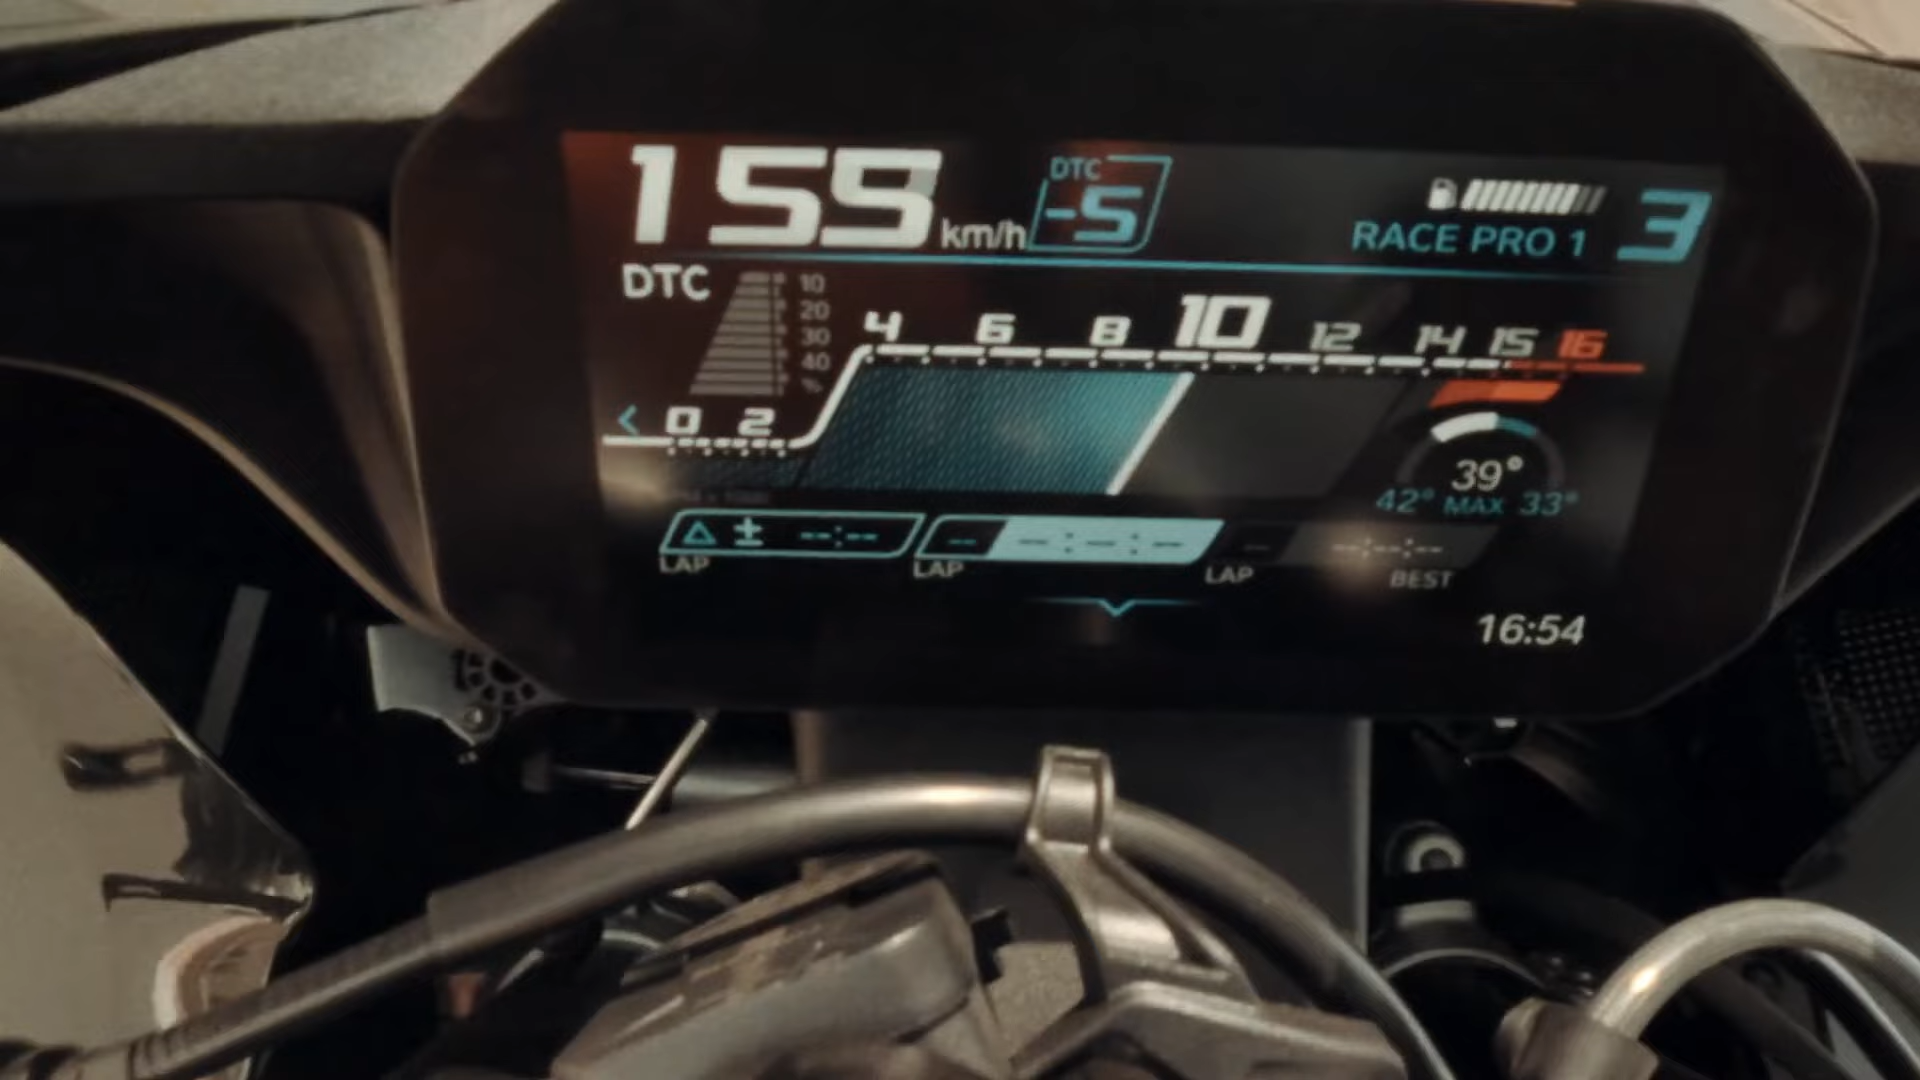 159 km/h DTC -5 RACE PRO 1 3
DTC
10
20
30
40
%
4 6 8 10 12 14 15 16
0 2
39°
42° MAX 33°
△ ± --:-- -- --:--:-- -- --:--:--
LAP LAP LAP BEST
16:54